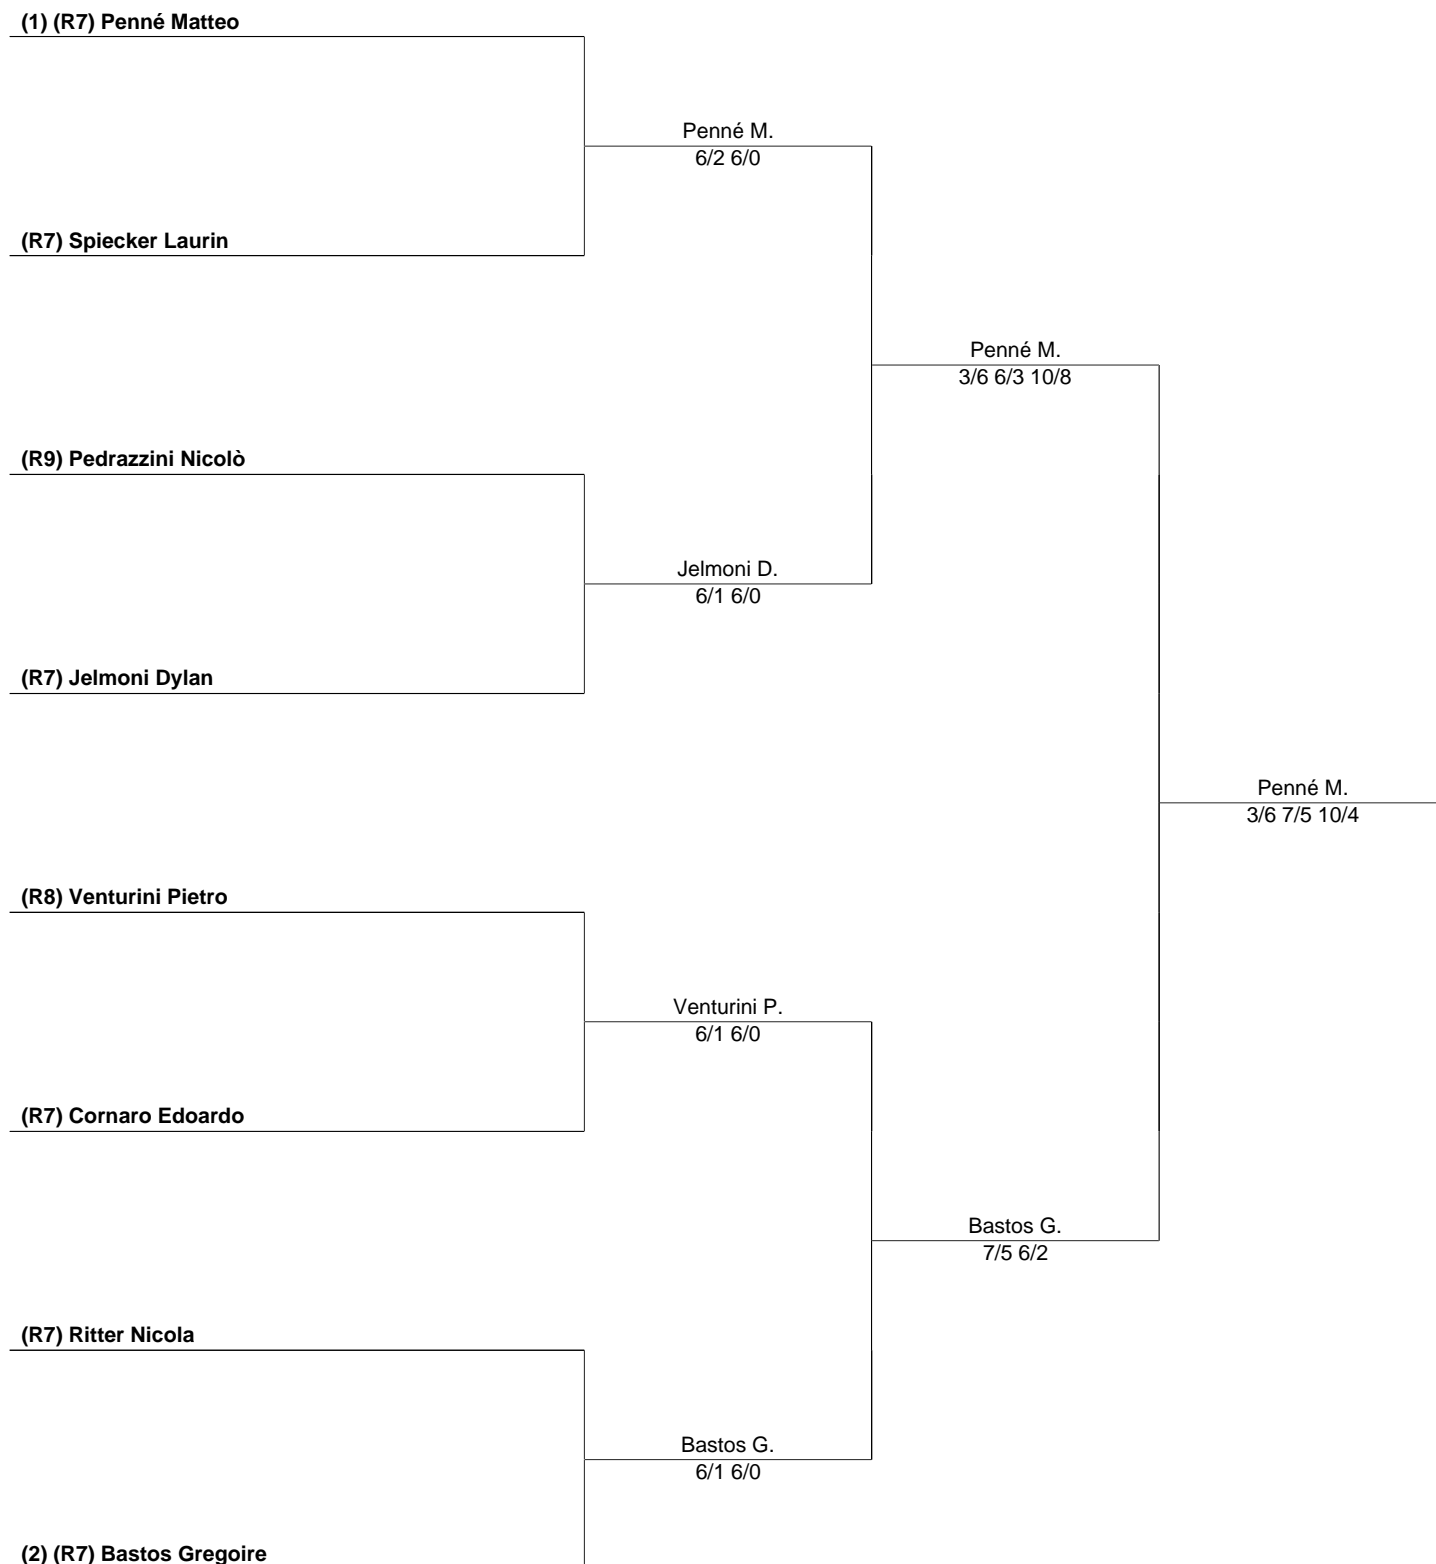 (1) (R7) Penné Matteo
Penné M.
6/2 6/0
(R7) Spiecker Laurin
Penné M.
3/6 6/3 10/8
(R9) Pedrazzini Nicolò
Jelmoni D.
6/1 6/0
(R7) Jelmoni Dylan
Penné M.
3/6 7/5 10/4
(R8) Venturini Pietro
Venturini P.
6/1 6/0
(R7) Cornaro Edoardo
Bastos G.
7/5 6/2
(R7) Ritter Nicola
Bastos G.
6/1 6/0
(2) (R7) Bastos Gregoire